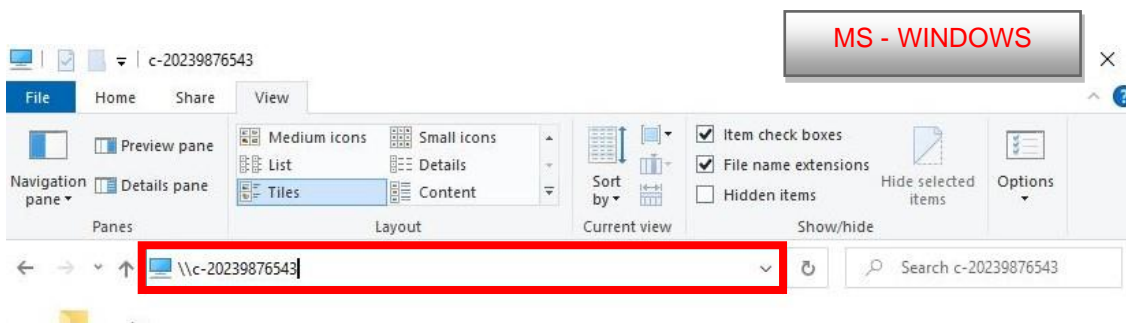 MS - WINDOWS
c-20239876543
File Home Share View
Preview pane
Details pane
Navigation pane
Medium icons Small icons
List Details
Tiles Content
Sort by
Item check boxes
File name extensions
Hidden items
Hide selected items
Options
Panes Layout Current view Show/hide
\\c-20239876543
Search c-20239876543